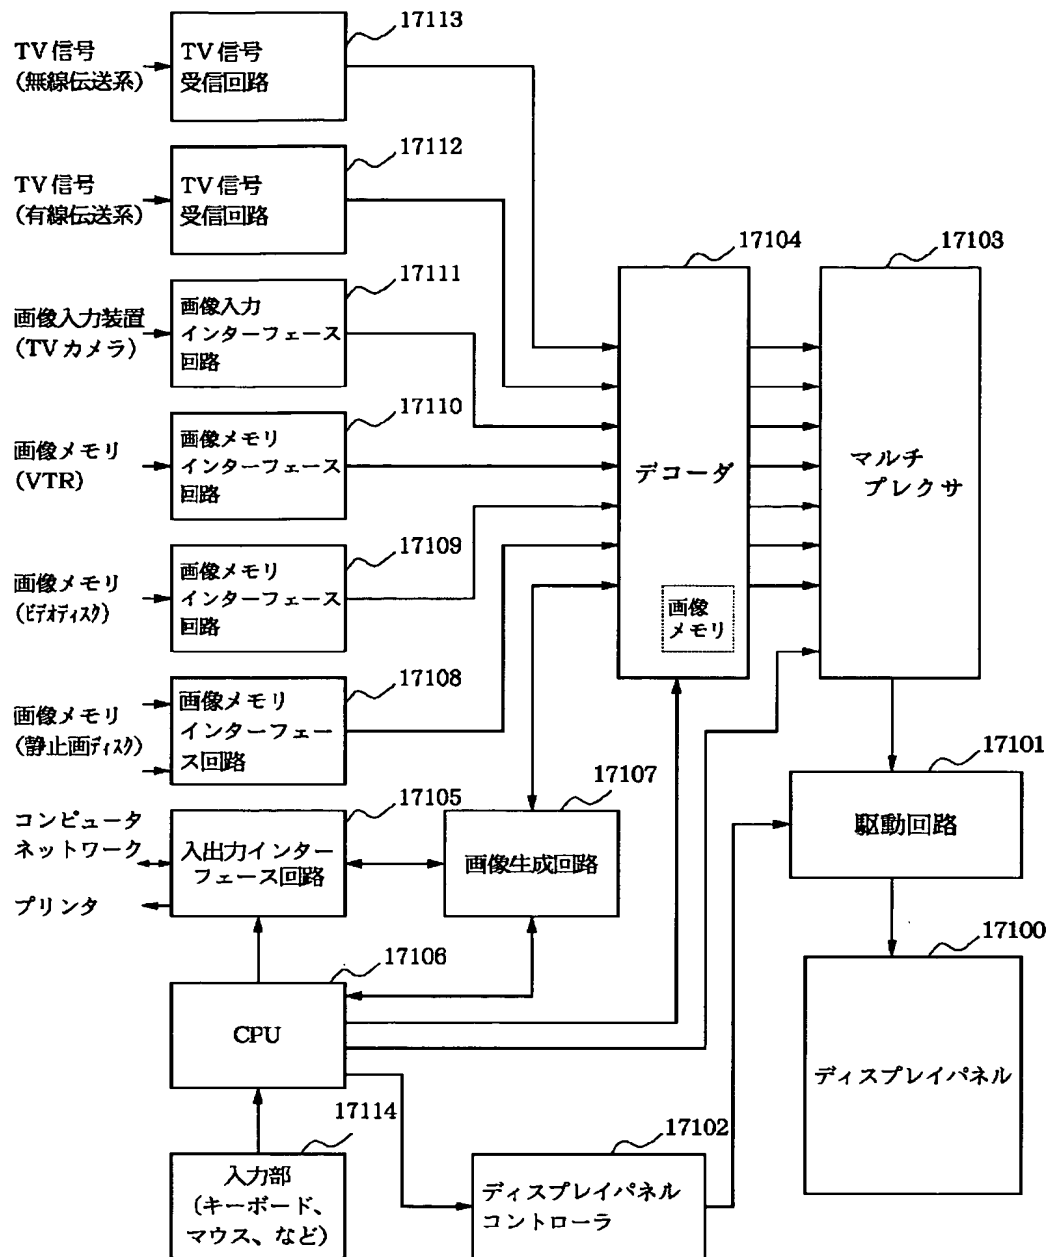 17113
TV 信号
(無線伝送系)
TV 信号
受信回路
17112
TV 信号
(有線伝送系)
TV 信号
受信回路
17111
画像入力装置
(TV カメラ)
画像入力
インターフェース
回路
17110
画像メモリ
(VTR)
画像メモリ
インターフェース
回路
17109
画像メモリ
(ビデオディスク)
画像メモリ
インターフェース
回路
17108
画像メモリ
(静止画ディスク)
画像メモリ
インターフェー
ス回路
17104
デコーダ
画像
メモリ
17103
マルチ
プレクサ
17105
コンピュータ
ネットワーク
プリンタ
入出力インター
フェース回路
17107
画像生成回路
17101
駆動回路
17106
CPU
17100
ディスプレイパネル
17114
入力部
(キーボード、
マウス、など)
17102
ディスプレイパネル
コントローラ